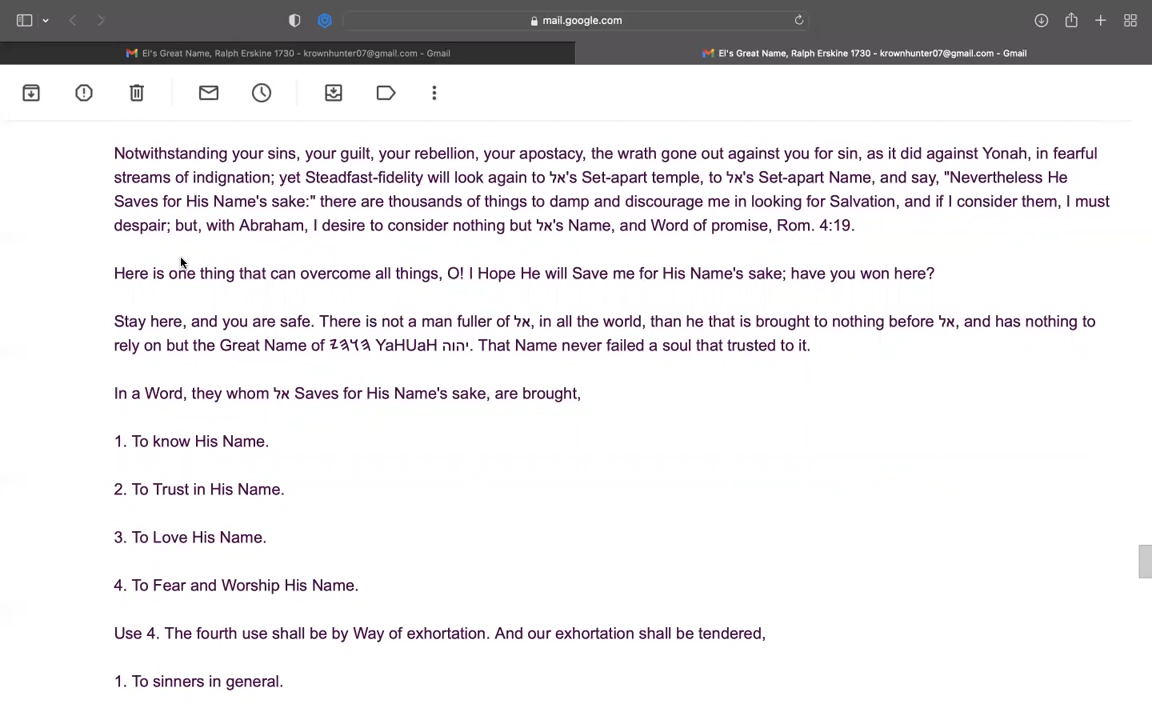 mail.google.com
El's Great Name, Ralph Erskine 1730 - krownhunter07@gmail.com - Gmail
El's Great Name, Ralph Erskine 1730 - krownhunter07@gmail.com - Gmail
Notwithstanding your sins, your guilt, your rebellion, your apostacy, the wrath gone out against you for sin, as it did against Yonah, in fearful
streams of indignation; yet Steadfast-fidelity will look again to אל's Set-apart temple, to אל's Set-apart Name, and say, "Nevertheless He
Saves for His Name's sake:" there are thousands of things to damp and discourage me in looking for Salvation, and if I consider them, I must
despair; but, with Abraham, I desire to consider nothing but אל's Name, and Word of promise, Rom. 4:19.
Here is one thing that can overcome all things, O! I Hope He will Save me for His Name's sake; have you won here?
Stay here, and you are safe. There is not a man fuller of אל, in all the world, than he that is brought to nothing before אל, and has nothing to
rely on but the Great Name of 𐤉𐤄𐤅𐤄 YaHUaH יהוה. That Name never failed a soul that trusted to it.
In a Word, they whom אל Saves for His Name's sake, are brought,
1. To know His Name.
2. To Trust in His Name.
3. To Love His Name.
4. To Fear and Worship His Name.
Use 4. The fourth use shall be by Way of exhortation. And our exhortation shall be tendered,
1. To sinners in general.